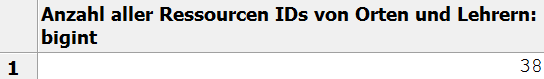 Anzahl aller Ressourcen IDs von Orten und Lehrern:
bigint
1 38